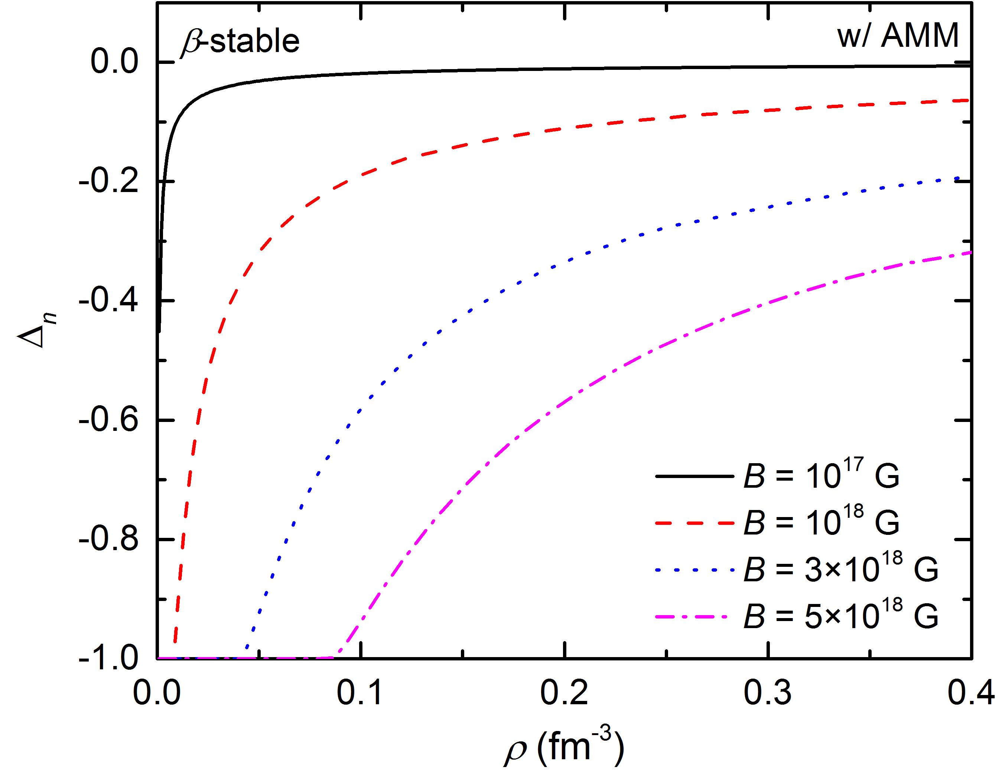 β-stable
w/ AMM
0.0
-0.2
-0.4
-0.6
-0.8
-1.0
Δₙ
B = 10¹⁷ G
B = 10¹⁸ G
B = 3×10¹⁸ G
B = 5×10¹⁸ G
0.0 0.1 0.2 0.3 0.4
ρ (fm⁻³)